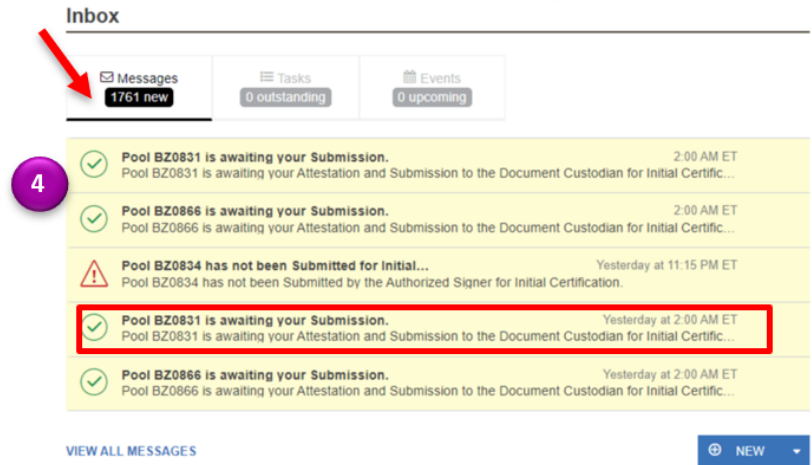 Inbox
Messages
1761 new
Tasks
0 outstanding
Events
0 upcoming
4
Pool BZ0831 is awaiting your Submission. 2:00 AM ET
Pool BZ0831 is awaiting your Attestation and Submission to the Document Custodian for Initial Certific...
Pool BZ0866 is awaiting your Submission. 2:00 AM ET
Pool BZ0866 is awaiting your Attestation and Submission to the Document Custodian for Initial Certific...
Pool BZ0834 has not been Submitted for Initial... Yesterday at 11:15 PM ET
Pool BZ0834 has not been Submitted by the Authorized Signer for Initial Certification.
Pool BZ0831 is awaiting your Submission. Yesterday at 2:00 AM ET
Pool BZ0831 is awaiting your Attestation and Submission to the Document Custodian for Initial Certific...
Pool BZ0866 is awaiting your Submission. Yesterday at 2:00 AM ET
Pool BZ0866 is awaiting your Attestation and Submission to the Document Custodian for Initial Certific...
VIEW ALL MESSAGES
NEW